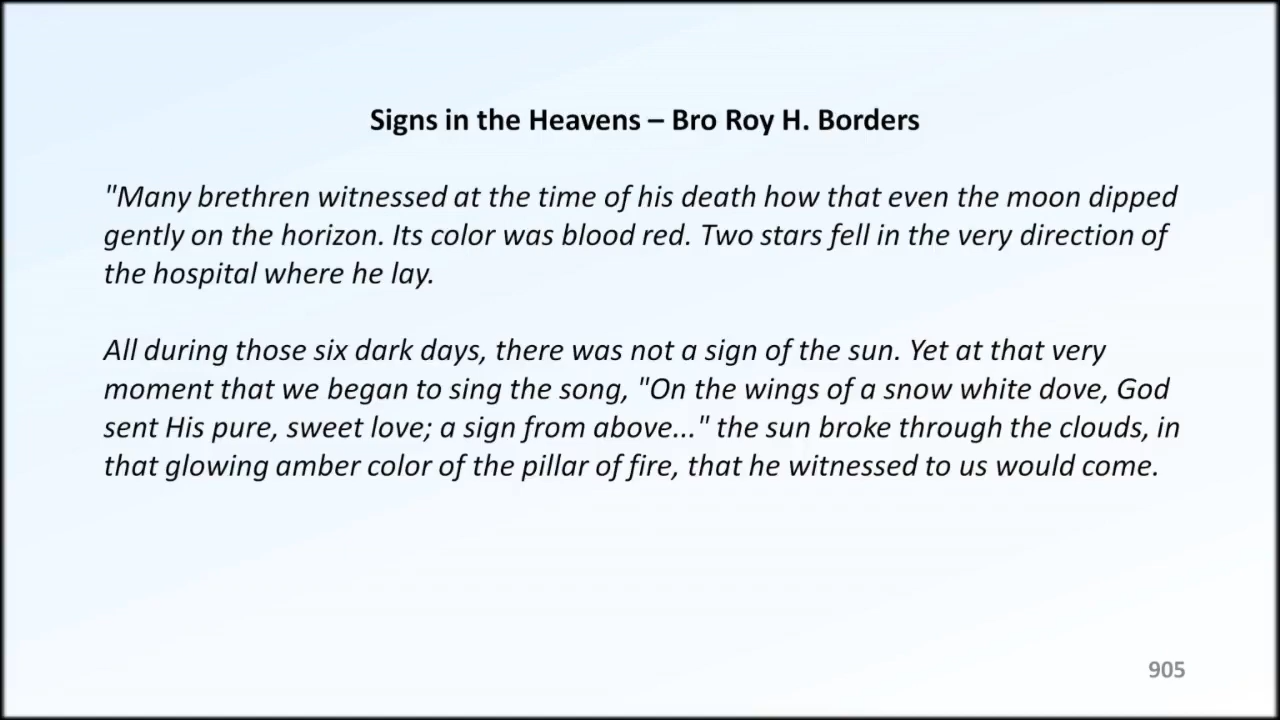 Signs in the Heavens – Bro Roy H. Borders
"Many brethren witnessed at the time of his death how that even the moon dipped
gently on the horizon. Its color was blood red. Two stars fell in the very direction of
the hospital where he lay.
All during those six dark days, there was not a sign of the sun. Yet at that very
moment that we began to sing the song, "On the wings of a snow white dove, God
sent His pure, sweet love; a sign from above..." the sun broke through the clouds, in
that glowing amber color of the pillar of fire, that he witnessed to us would come.
905